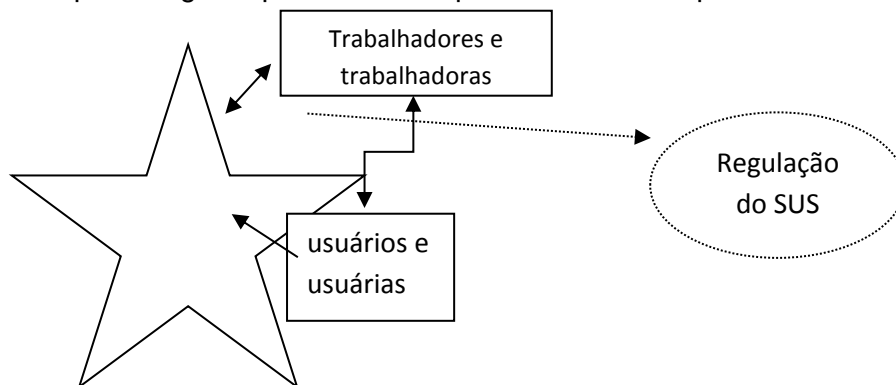 Trabalhadores e
trabalhadoras
Regulação
do SUS
usuários e
usuárias